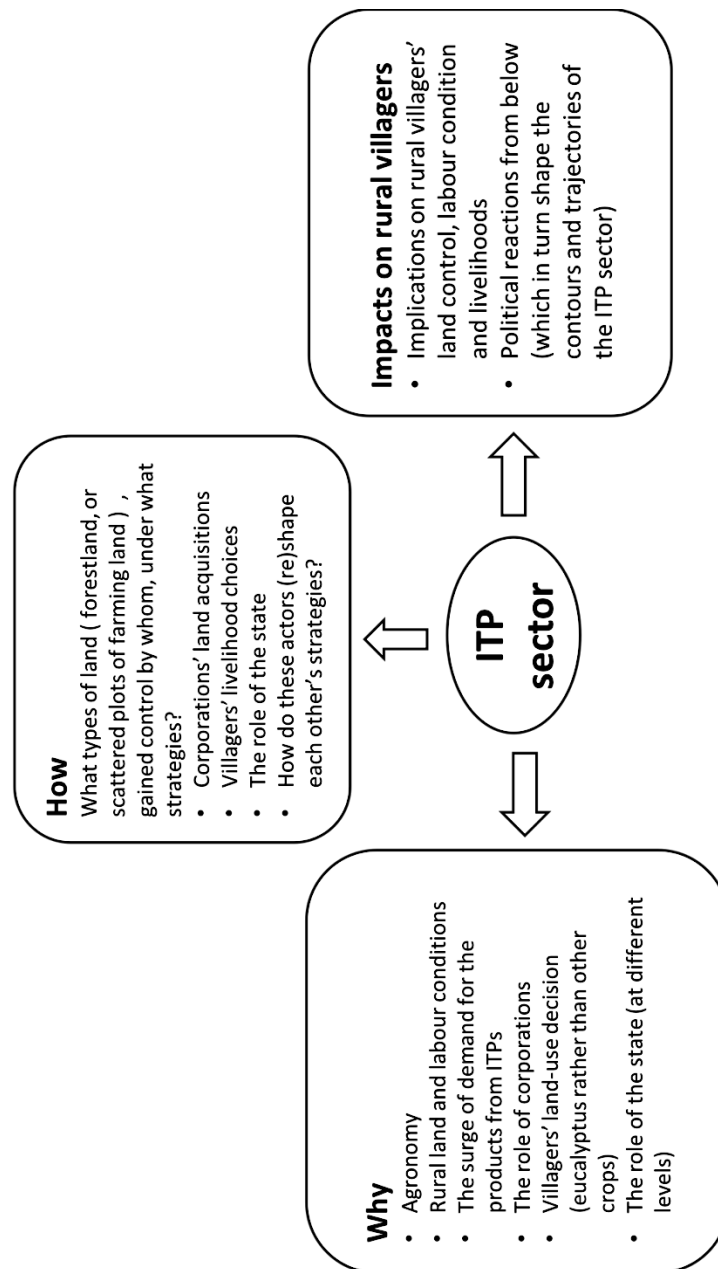 Why
• Agronomy
• Rural land and labour conditions
• The surge of demand for the
products from ITPs
• The role of corporations
• Villagers' land-use decision
(eucalyptus rather than other
crops)
• The role of the state (at different
levels)
How
What types of land ( forestland, or
scattered plots of farming land ) ,
gained control by whom, under what
strategies?
• Corporations' land acquisitions
• Villagers' livelihood choices
• The role of the state
• How do these actors (re)shape
each other's strategies?
ITP
sector
Impacts on rural villagers
• Implications on rural villagers'
land control, labour condition
and livelihoods
• Political reactions from below
(which in turn shape the
contours and trajectories of
the ITP sector)